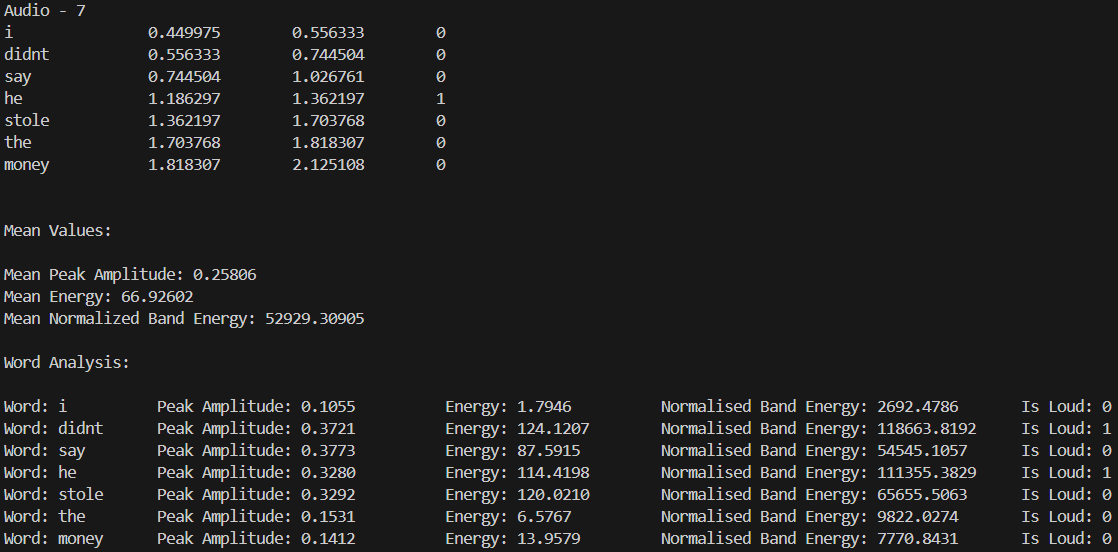 Audio - 7
i 0.449975 0.556333 0
didnt 0.556333 0.744504 0
say 0.744504 1.026761 0
he 1.186297 1.362197 1
stole 1.362197 1.703768 0
the 1.703768 1.818307 0
money 1.818307 2.125108 0
Mean Values:
Mean Peak Amplitude: 0.25806
Mean Energy: 66.92602
Mean Normalized Band Energy: 52929.30905
Word Analysis:
Word: i Peak Amplitude: 0.1055 Energy: 1.7946 Normalised Band Energy: 2692.4786 Is Loud: 0
Word: didnt Peak Amplitude: 0.3721 Energy: 124.1207 Normalised Band Energy: 118663.8192 Is Loud: 1
Word: say Peak Amplitude: 0.3773 Energy: 87.5915 Normalised Band Energy: 54545.1057 Is Loud: 0
Word: he Peak Amplitude: 0.3280 Energy: 114.4198 Normalised Band Energy: 111355.3829 Is Loud: 1
Word: stole Peak Amplitude: 0.3292 Energy: 120.0210 Normalised Band Energy: 65655.5063 Is Loud: 0
Word: the Peak Amplitude: 0.1531 Energy: 6.5767 Normalised Band Energy: 9822.0274 Is Loud: 0
Word: money Peak Amplitude: 0.1412 Energy: 13.9579 Normalised Band Energy: 7770.8431 Is Loud: 0